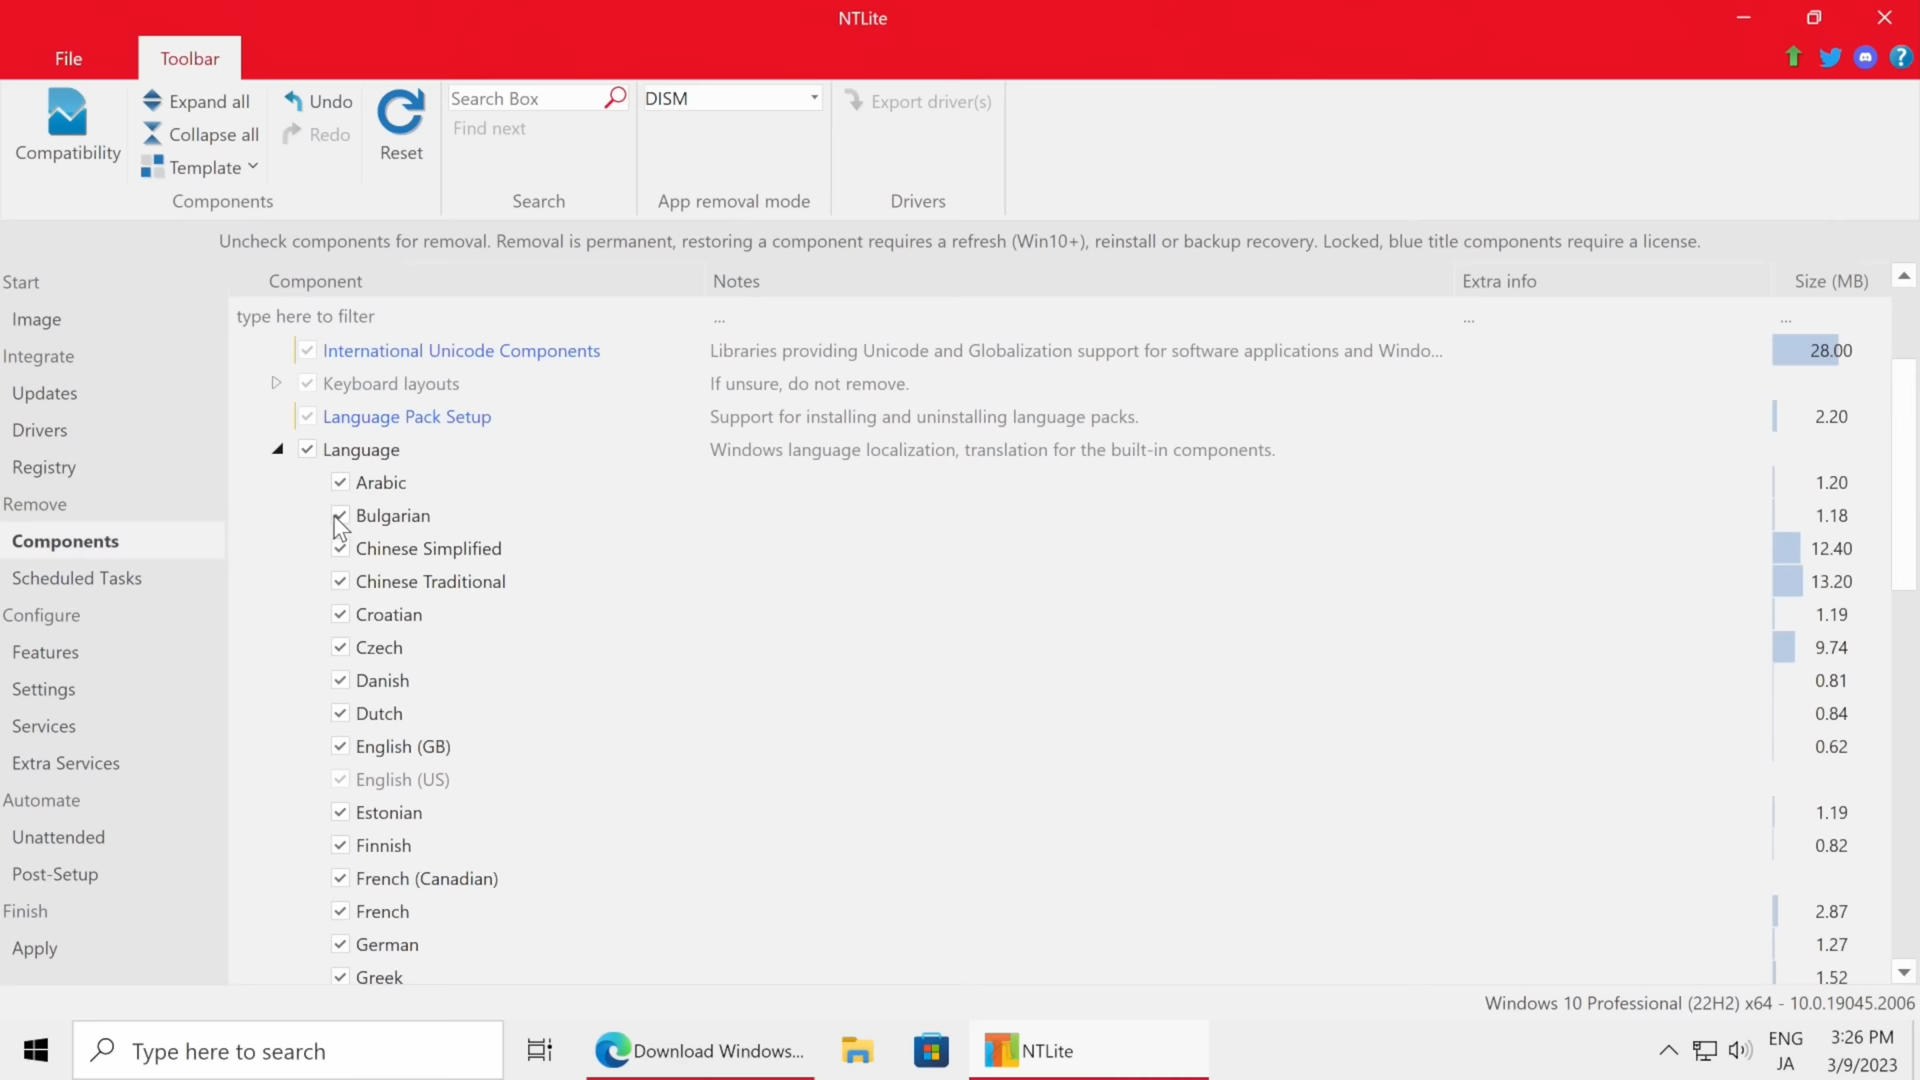 NTLite
File
Toolbar
Compatibility
Expand all
Collapse all
Template
Undo
Redo
Reset
Components
Search Box
Find next
Search
DISM
App removal mode
Export driver(s)
Drivers
Uncheck components for removal. Removal is permanent, restoring a component requires a refresh (Win10+), reinstall or backup recovery. Locked, blue title components require a license.
Start
Image
Integrate
Updates
Drivers
Registry
Remove
Components
Scheduled Tasks
Configure
Features
Settings
Services
Extra Services
Automate
Unattended
Post-Setup
Finish
Apply
Component Notes Extra info Size (MB)
type here to filter ... ... ...
International Unicode Components Libraries providing Unicode and Globalization support for software applications and Windo... 28.00
Keyboard layouts If unsure, do not remove.
Language Pack Setup Support for installing and uninstalling language packs. 2.20
Language Windows language localization, translation for the built-in components.
Arabic 1.20
Bulgarian 1.18
Chinese Simplified 12.40
Chinese Traditional 13.20
Croatian 1.19
Czech 9.74
Danish 0.81
Dutch 0.84
English (GB) 0.62
English (US)
Estonian 1.19
Finnish 0.82
French (Canadian)
French 2.87
German 1.27
Greek 1.52
Windows 10 Professional (22H2) x64 - 10.0.19045.2006
Type here to search
Download Windows...
NTLite
ENG
JA
3:26 PM
3/9/2023